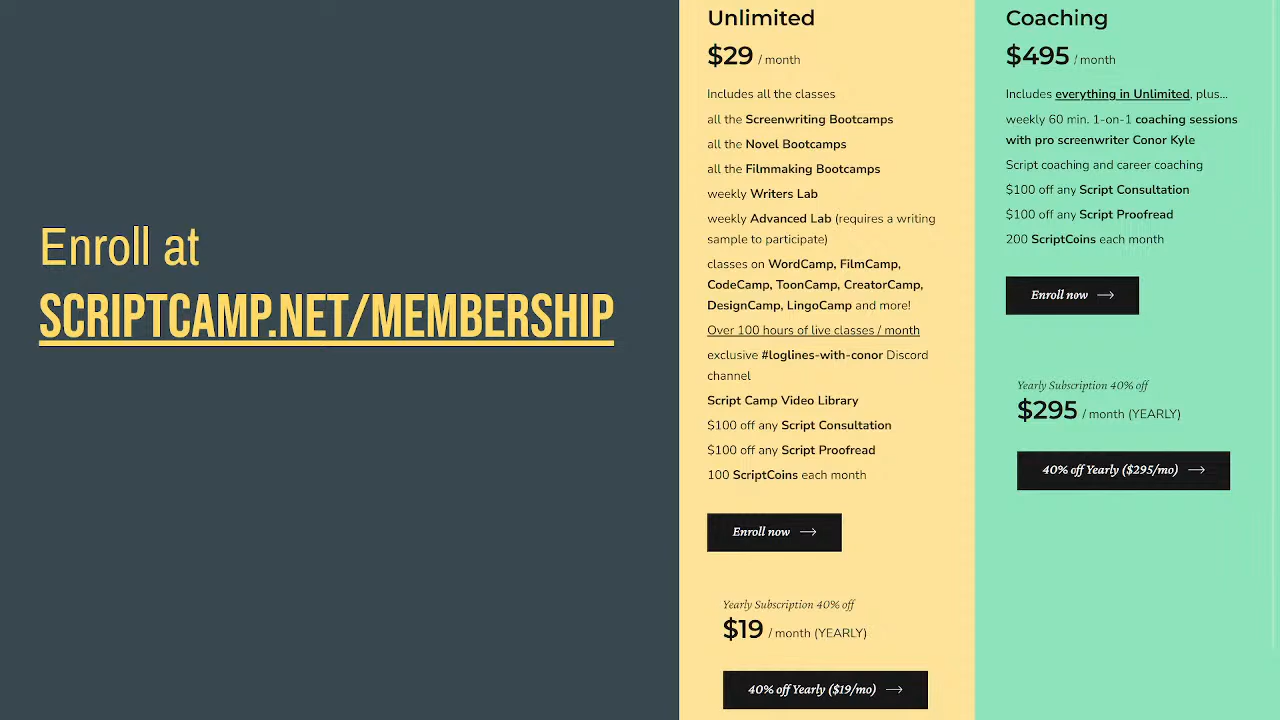 Enroll at
SCRIPTCAMP.NET/MEMBERSHIP
Unlimited
$29 / month
Includes all the classes
all the Screenwriting Bootcamps
all the Novel Bootcamps
all the Filmmaking Bootcamps
weekly Writers Lab
weekly Advanced Lab (requires a writing
sample to participate)
classes on WordCamp, FilmCamp,
CodeCamp, ToonCamp, CreatorCamp,
DesignCamp, LingoCamp and more!
Over 100 hours of live classes / month
exclusive #loglines-with-conor Discord
channel
Script Camp Video Library
$100 off any Script Consultation
$100 off any Script Proofread
100 ScriptCoins each month
Enroll now →
Yearly Subscription 40% off
$19 / month (YEARLY)
40% off Yearly ($19/mo) →
Coaching
$495 / month
Includes everything in Unlimited, plus...
weekly 60 min. 1-on-1 coaching sessions
with pro screenwriter Conor Kyle
Script coaching and career coaching
$100 off any Script Consultation
$100 off any Script Proofread
200 ScriptCoins each month
Enroll now →
Yearly Subscription 40% off
$295 / month (YEARLY)
40% off Yearly ($295/mo) →